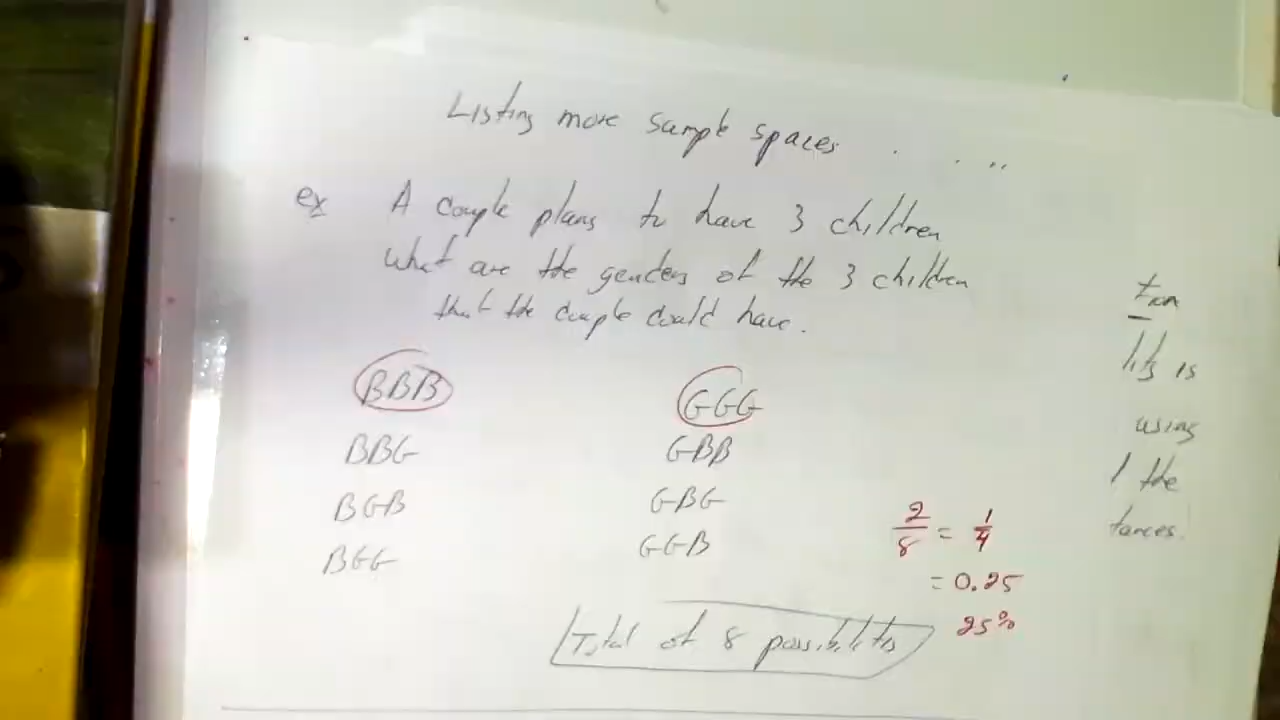 Listing more sample spaces . . . . .
ex A couple plans to have 3 children
What are the genders of the 3 children
that the couple could have.
BBB GGG
BBG GBB
BGB GBG
BGG GGB
2/8 = 1/4
= 0.25
25%
Total of 8 possibilities
is
using
the
tances.